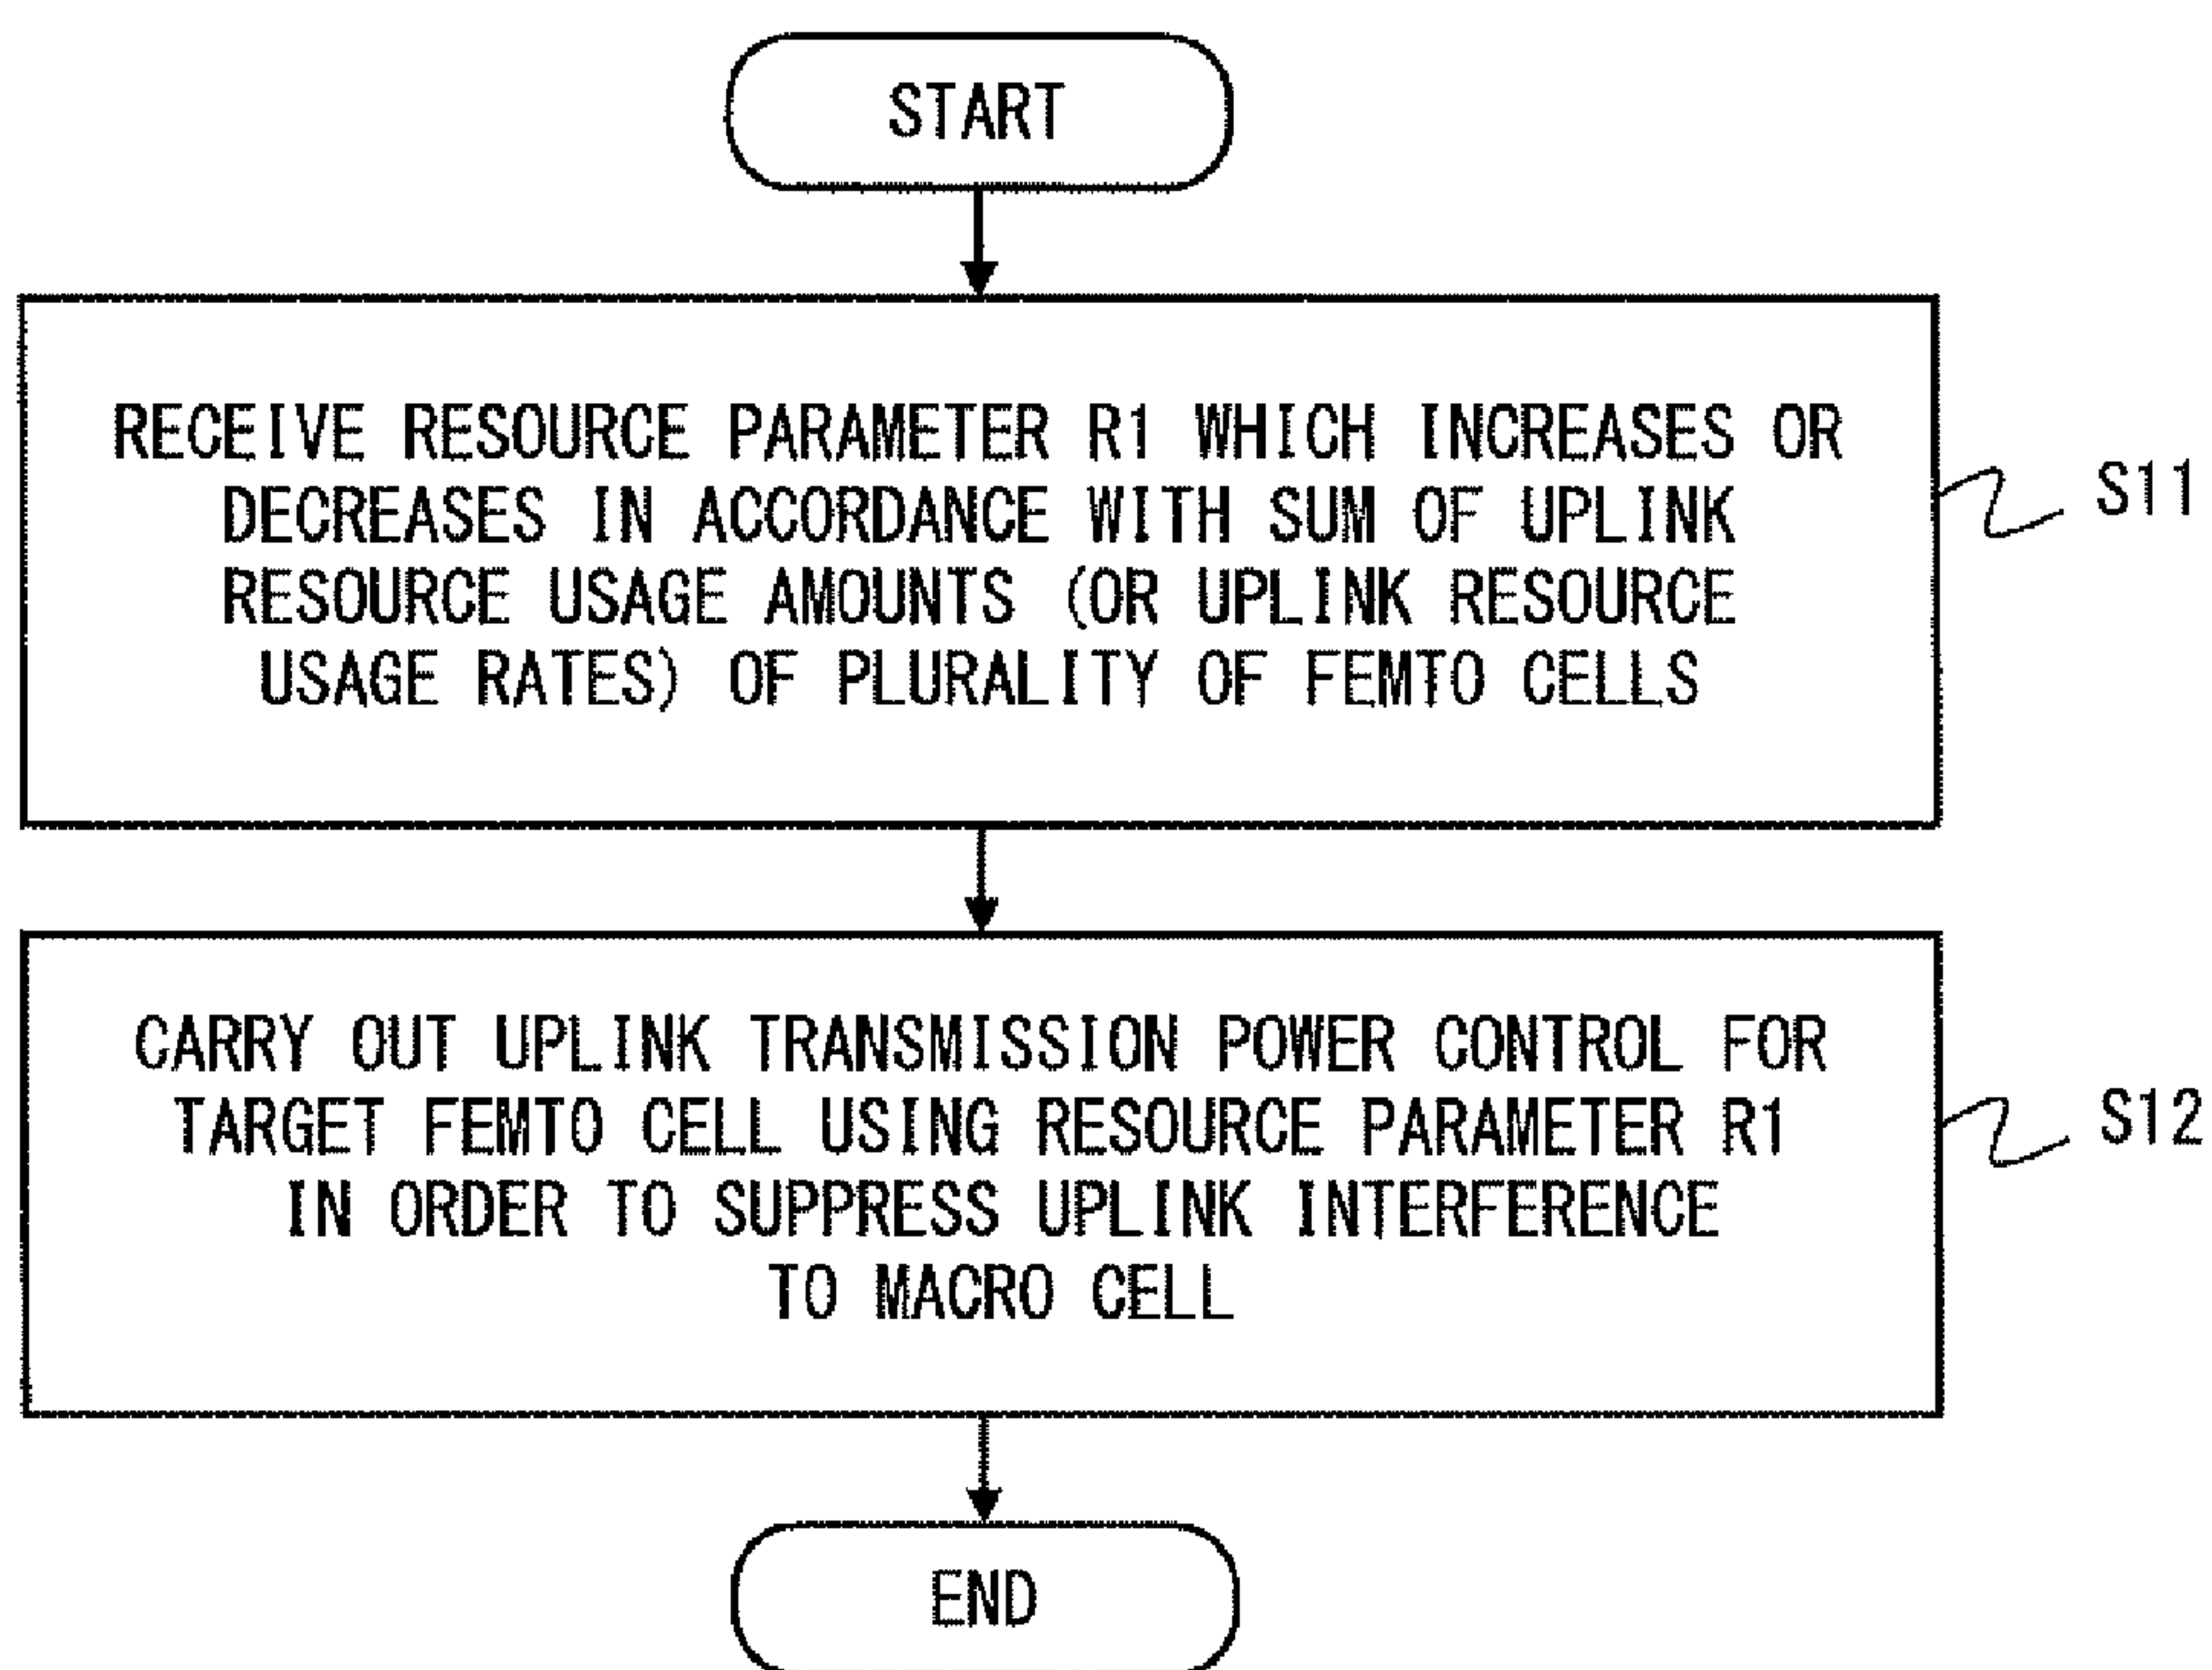 START
RECEIVE RESOURCE PARAMETER R1 WHICH INCREASES OR
DECREASES IN ACCORDANCE WITH SUM OF UPLINK
RESOURCE USAGE AMOUNTS (OR UPLINK RESOURCE
USAGE RATES) OF PLURALITY OF FEMTO CELLS
S11
CARRY OUT UPLINK TRANSMISSION POWER CONTROL FOR
TARGET FEMTO CELL USING RESOURCE PARAMETER R1
IN ORDER TO SUPPRESS UPLINK INTERFERENCE
TO MACRO CELL
S12
END